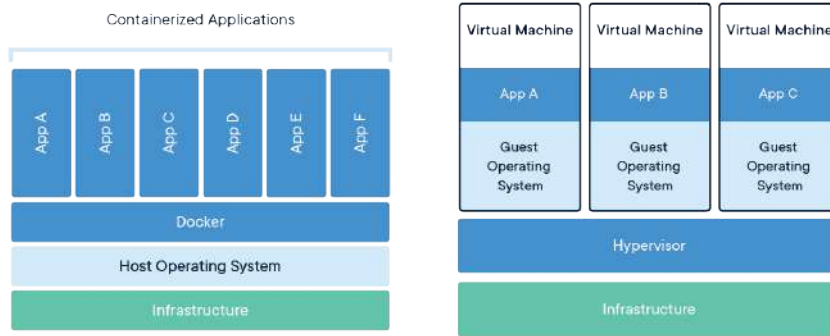 Containerized Applications
App A
App B
App C
App D
App E
App F
Docker
Host Operating System
Infrastructure
Virtual Machine
Virtual Machine
Virtual Machine
App A
App B
App C
Guest
Operating
System
Guest
Operating
System
Guest
Operating
System
Hypervisor
Infrastructure